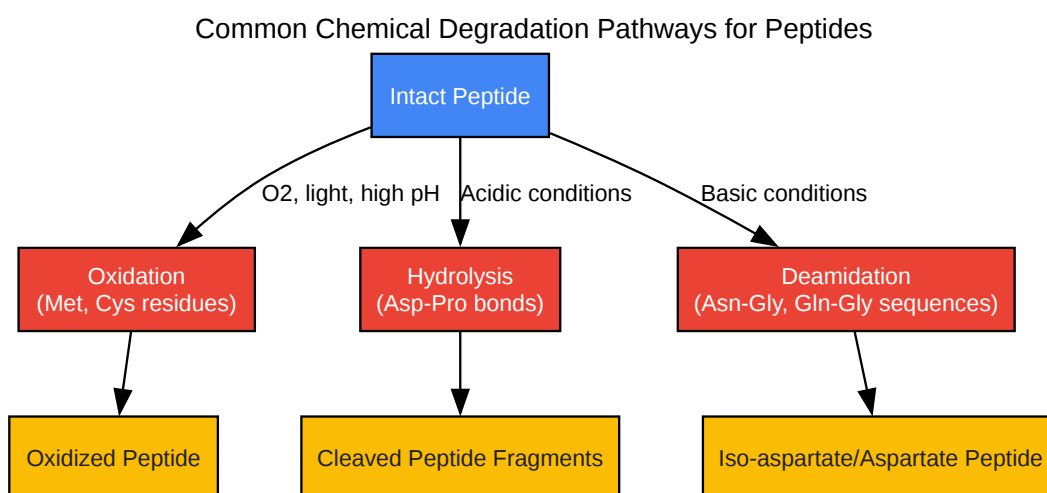 Common Chemical Degradation Pathways for Peptides
Intact Peptide
O2, light, high pH
Acidic conditions
Basic conditions
Oxidation
(Met, Cys residues)
Hydrolysis
(Asp-Pro bonds)
Deamidation
(Asn-Gly, Gln-Gly sequences)
Oxidized Peptide
Cleaved Peptide Fragments
Iso-aspartate/Aspartate Peptide